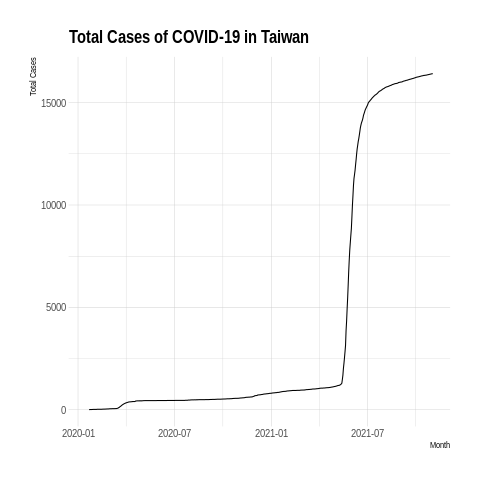 Total Cases of COVID-19 in Taiwan
Total Cases
15000
10000
5000
0
2020-01 2020-07 2021-01 2021-07
Month